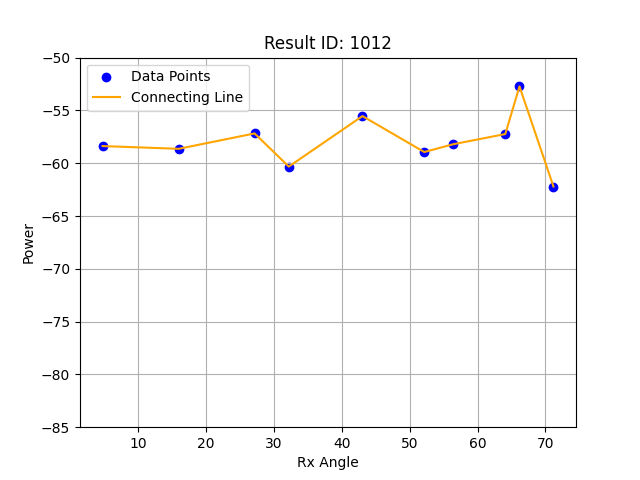 Result ID: 1012
Data Points
Connecting Line
Power
−50
−55
−60
−65
−70
−75
−80
−85
10 20 30 40 50 60 70
Rx Angle